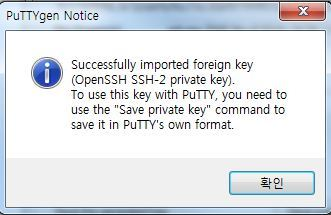 PuTTYgen Notice
Successfully imported foreign key
(OpenSSH SSH-2 private key).
To use this key with PuTTY, you need to
use the "Save private key" command to
save it in PuTTY's own format.
확인